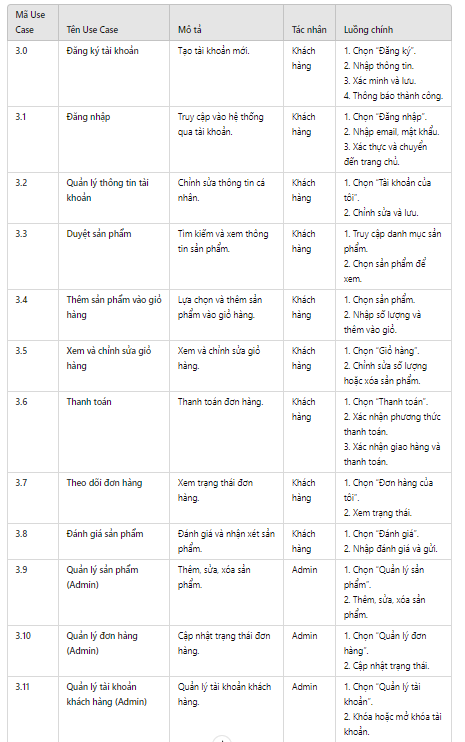 Mã Use Case Tên Use Case Mô tả Tác nhân Luồng chính
3.0 Đăng ký tài khoản Tạo tài khoản mới. Khách hàng 1. Chọn “Đăng ký”.
2. Nhập thông tin.
3. Xác minh và lưu.
4. Thông báo thành công.
3.1 Đăng nhập Truy cập vào hệ thống qua tài khoản. Khách hàng 1. Chọn “Đăng nhập”.
2. Nhập email, mật khẩu.
3. Xác thực và chuyển đến trang chủ.
3.2 Quản lý thông tin tài khoản Chỉnh sửa thông tin cá nhân. Khách hàng 1. Chọn “Tài khoản của tôi”.
2. Chỉnh sửa và lưu.
3.3 Duyệt sản phẩm Tìm kiếm và xem thông tin sản phẩm. Khách hàng 1. Truy cập danh mục sản phẩm.
2. Chọn sản phẩm để xem.
3.4 Thêm sản phẩm vào giỏ hàng Lựa chọn và thêm sản phẩm vào giỏ hàng. Khách hàng 1. Chọn sản phẩm.
2. Nhập số lượng và thêm vào giỏ.
3.5 Xem và chỉnh sửa giỏ hàng Xem và chỉnh sửa giỏ hàng. Khách hàng 1. Chọn “Giỏ hàng”.
2. Chỉnh sửa số lượng hoặc xóa sản phẩm.
3.6 Thanh toán Thanh toán đơn hàng. Khách hàng 1. Chọn “Thanh toán”.
2. Xác nhận phương thức thanh toán.
3. Xác nhận giao hàng và thanh toán.
3.7 Theo dõi đơn hàng Xem trạng thái đơn hàng. Khách hàng 1. Chọn “Đơn hàng của tôi”.
2. Xem trạng thái.
3.8 Đánh giá sản phẩm Đánh giá và nhận xét sản phẩm. Khách hàng 1. Chọn “Đánh giá”.
2. Nhập đánh giá và gửi.
3.9 Quản lý sản phẩm (Admin) Thêm, sửa, xóa sản phẩm. Admin 1. Chọn “Quản lý sản phẩm”.
2. Thêm, sửa, xóa sản phẩm.
3.10 Quản lý đơn hàng (Admin) Cập nhật trạng thái đơn hàng. Admin 1. Chọn “Quản lý đơn hàng”.
2. Cập nhật trạng thái.
3.11 Quản lý tài khoản khách hàng (Admin) Quản lý tài khoản khách hàng. Admin 1. Chọn “Quản lý tài khoản”.
2. Khóa hoặc mở khóa tài khoản.